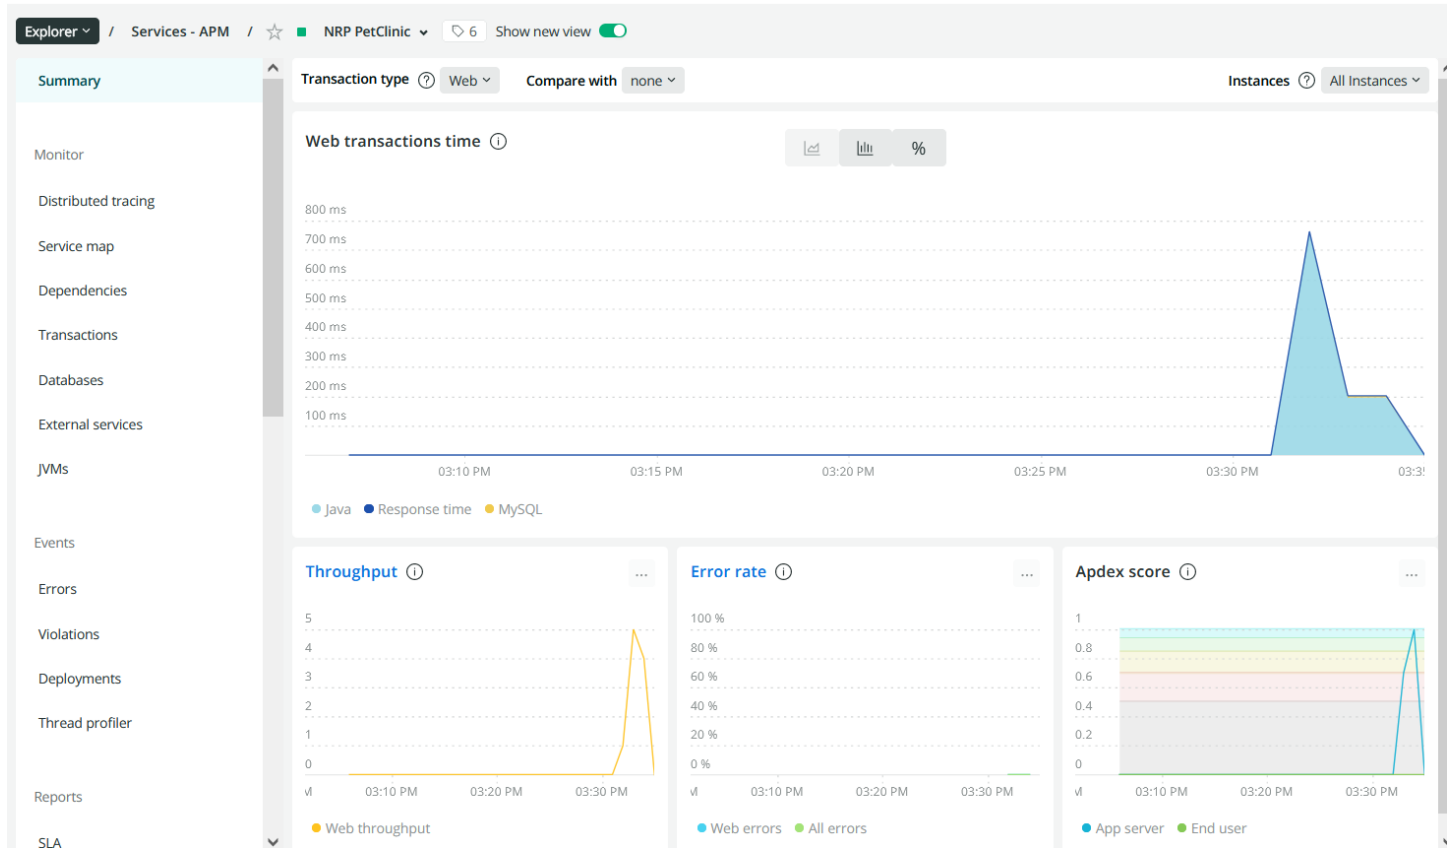 Explorer / Services - APM / NRP PetClinic 6 Show new view
Summary
Monitor
Distributed tracing
Service map
Dependencies
Transactions
Databases
External services
JVMs
Events
Errors
Violations
Deployments
Thread profiler
Reports
SLA
Transaction type ? Web Compare with none Instances ? All Instances
Web transactions time
%
800 ms
700 ms
600 ms
500 ms
400 ms
300 ms
200 ms
100 ms
03:10 PM 03:15 PM 03:20 PM 03:25 PM 03:30 PM
Java Response time MySQL
Throughput ...
5
4
3
2
1
0
03:10 PM 03:20 PM 03:30 PM
Web throughput
Error rate ...
100 %
80 %
60 %
40 %
20 %
0 %
03:10 PM 03:20 PM 03:30 PM
Web errors All errors
Apdex score ...
1
0.8
0.6
0.4
0.2
0
03:10 PM 03:20 PM 03:30 PM
App server End user